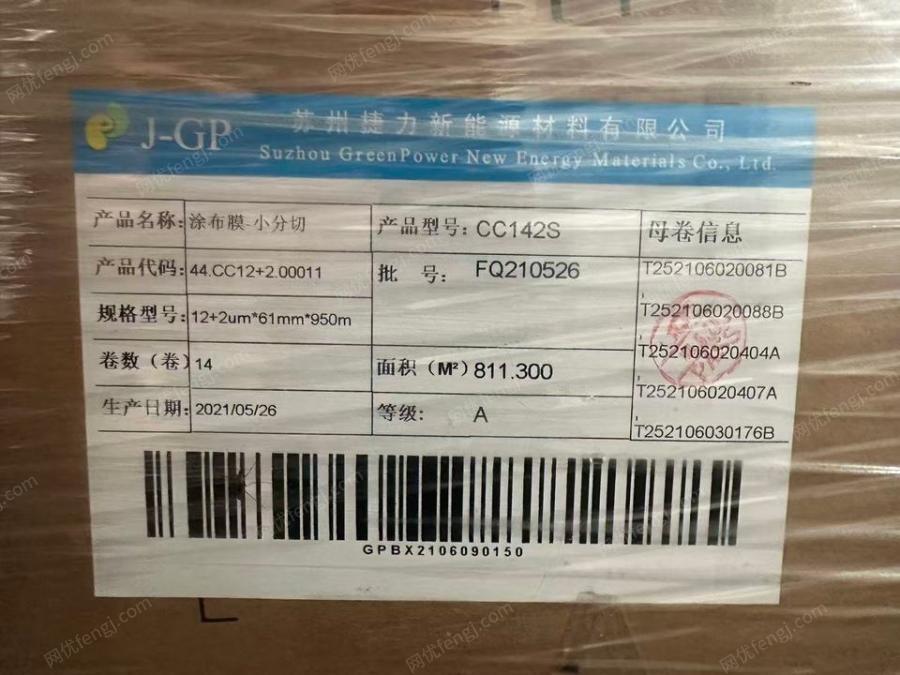 J-GP
苏州捷力新能源材料有限公司
Suzhou GreenPower New Energy Materials Co., Ltd.
产品名称: 涂布膜-小分切 产品型号: CC142S 母卷信息
产品代码: 44.CC12+2.00011 批 号: FQ210526 T252106020081B
,
规格型号: 12+2um*61mm*950m T252106020088B
,
卷数（卷） 14 面积（M²） 811.300 T252106020404A
,
生产日期: 2021/05/26 等级: A T252106020407A
,
T252106030176B
GPBX2106090150
网优fengj.com